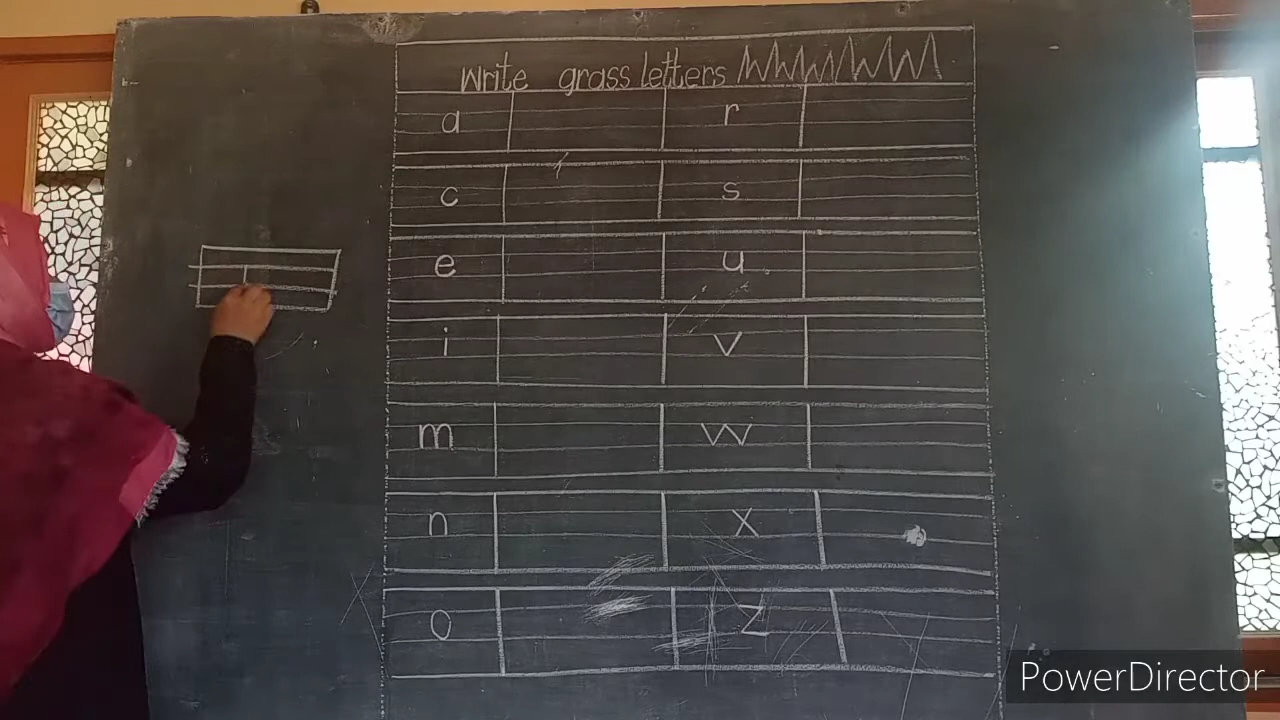 Write grass letters
a r
c s
e u
i v
m w
n x
o z
PowerDirector